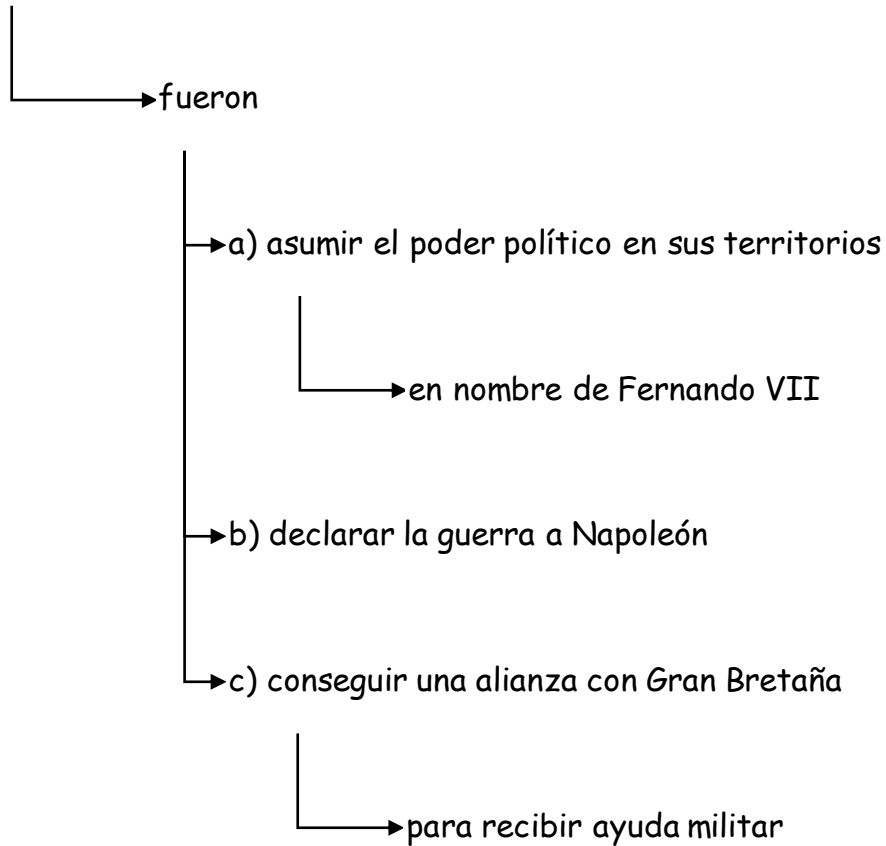 fueron
a) asumir el poder político en sus territorios
en nombre de Fernando VII
b) declarar la guerra a Napoleón
c) conseguir una alianza con Gran Bretaña
para recibir ayuda militar